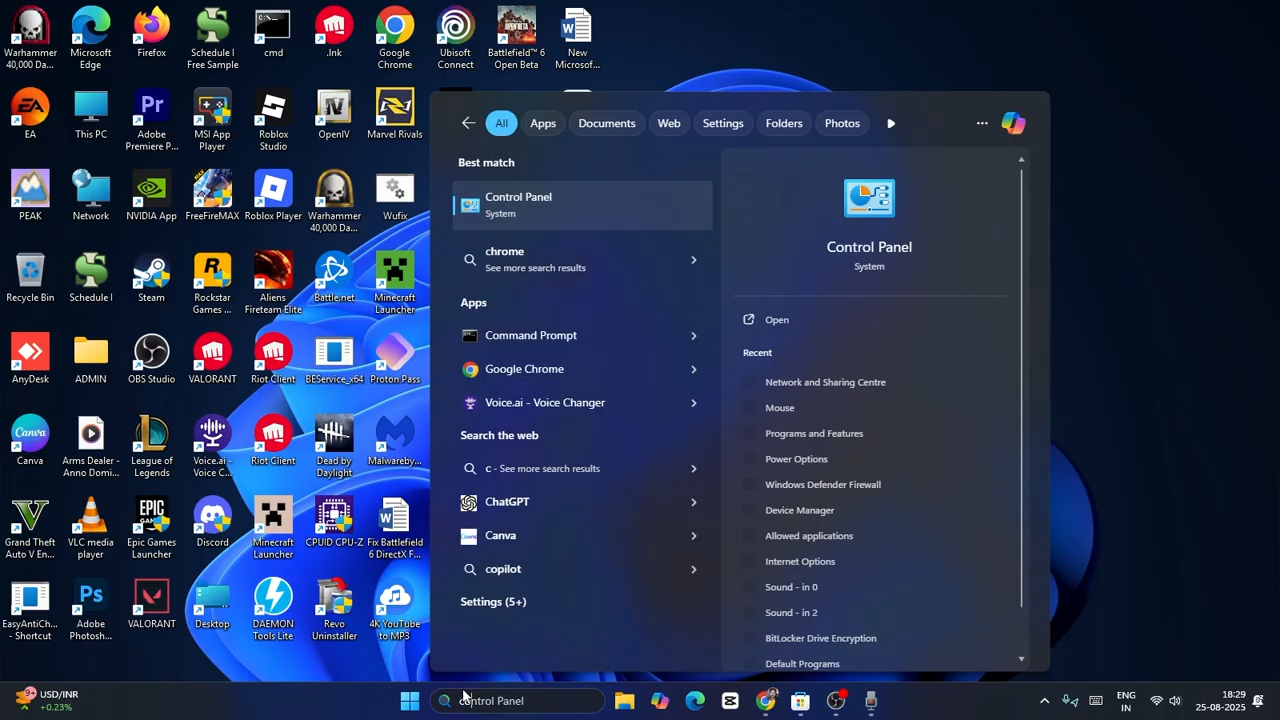 Warhammer
40,000 Da...
Microsoft
Edge
Firefox
Schedule I
Free Sample
cmd
.lnk
Google
Chrome
Ubisoft
Connect
Battlefield™ 6
Open Beta
New
Microsof...
EA
This PC
Adobe
Premiere P...
MSI App
Player
Roblox
Studio
OpenIV
Marvel Rivals
PEAK
Network
NVIDIA App
FreeFireMAX
Roblox Player
Warhammer
40,000 Da...
Wufix
Recycle Bin
Schedule I
Steam
Rockstar
Games ...
Aliens
Fireteam Elite
Battle.net
Minecraft
Launcher
AnyDesk
ADMIN
OBS Studio
VALORANT
Riot Client
BEService_x64
Proton Pass
Canva
Arms Dealer -
Anno Domi...
League of
Legends
Voice.ai -
Voice C...
Riot Client
Dead by
Daylight
Malwareby...
Grand Theft
Auto V En...
VLC media
player
Epic Games
Launcher
Discord
Minecraft
Launcher
CPUID CPU-Z
Fix Battlefield
6 DirectX F...
EasyAntiCh...
- Shortcut
Adobe
Photosh...
VALORANT
Desktop
DAEMON
Tools Lite
Revo
Uninstaller
4K YouTube
to MP3
All
Apps
Documents
Web
Settings
Folders
Photos
Best match
Control Panel
System
chrome
See more search results
Apps
Command Prompt
Google Chrome
Voice.ai - Voice Changer
Search the web
c - See more search results
ChatGPT
Canva
copilot
Settings (5+)
Control Panel
System
Open
Recent
Network and Sharing Centre
Mouse
Programs and Features
Power Options
Windows Defender Firewall
Device Manager
Allowed applications
Internet Options
Sound - in 0
Sound - in 2
BitLocker Drive Encryption
Default Programs
USD/INR
+0.23%
control Panel
ENG
IN
18:25
25-08-2025